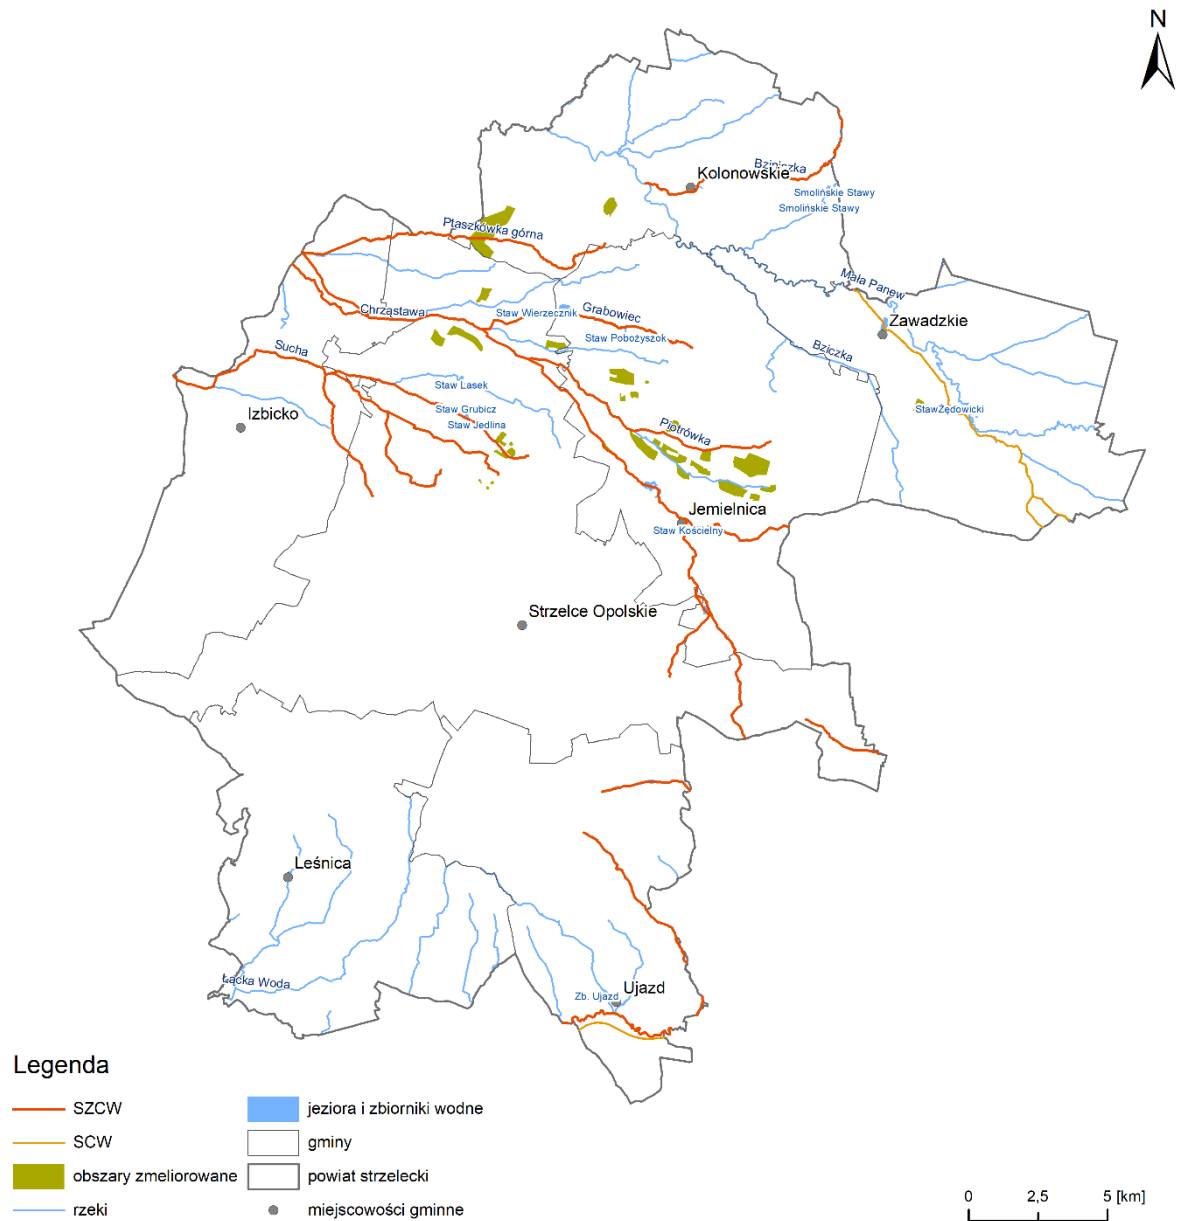 N
Kolonowskie
Bziniczka
Smolińskie Stawy
Smolińskie Stawy
Ptaszkówka górna
Mała Panew
Zawadzkie
Chrząstawa
Staw Wierzecznik
Grabowiec
Staw Pobożyszok
Bziczka
Sucha
Staw Lasek
Staw Grubicz
Staw Jedlina
StawŻędowicki
Izbicko
Piotrówka
Jemielnica
Staw Kościelny
Strzelce Opolskie
Leśnica
Łącka Woda
Zb. Ujazd
Ujazd
Legenda
SZCW
SCW
obszary zmeliorowane
rzeki
jeziora i zbiorniki wodne
gminy
powiat strzelecki
miejscowości gminne
0 2,5 5 [km]